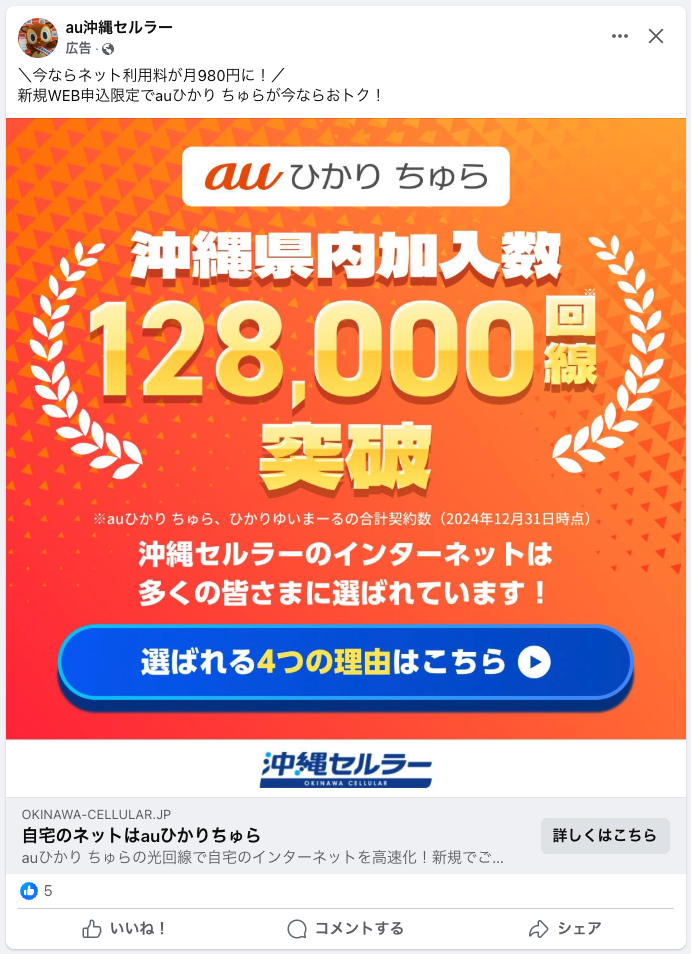 au沖縄セルラー
広告 ·
＼今ならネット利用料が月980円に！／
新規WEB申込限定でauひかり ちゅらが今ならおトク！
au ひかり ちゅら
沖縄県内加入数
128,000回線※
突破
※auひかり ちゅら、ひかりゆいまーるの合計契約数（2024年12月31日時点）
沖縄セルラーのインターネットは
多くの皆さまに選ばれています！
選ばれる4つの理由はこちら
沖縄セルラー
OKINAWA CELLULAR
OKINAWA-CELLULAR.JP
自宅のネットはauひかりちゅら
auひかり ちゅらの光回線で自宅のインターネットを高速化！新規でご...
詳しくはこちら
5
いいね！
コメントする
シェア